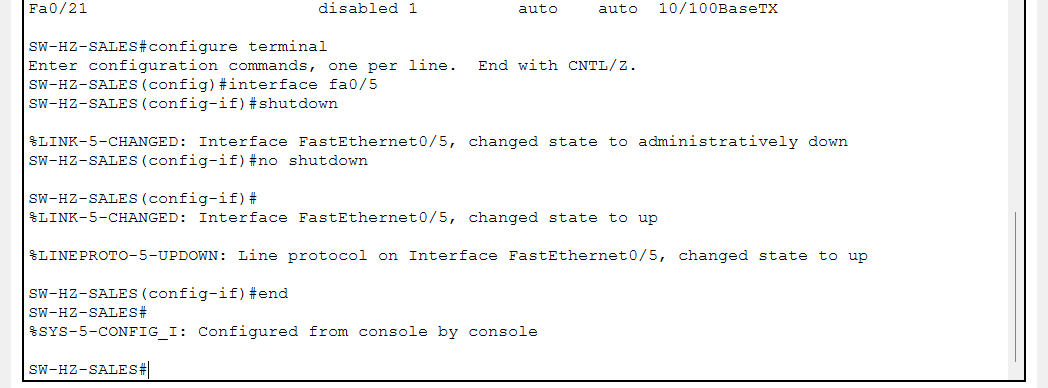 Fa0/21 disabled 1 auto auto 10/100BaseTX
SW-HZ-SALES#configure terminal
Enter configuration commands, one per line. End with CNTL/Z.
SW-HZ-SALES(config)#interface fa0/5
SW-HZ-SALES(config-if)#shutdown
%LINK-5-CHANGED: Interface FastEthernet0/5, changed state to administratively down
SW-HZ-SALES(config-if)#no shutdown
SW-HZ-SALES(config-if)#
%LINK-5-CHANGED: Interface FastEthernet0/5, changed state to up
%LINEPROTO-5-UPDOWN: Line protocol on Interface FastEthernet0/5, changed state to up
SW-HZ-SALES(config-if)#end
SW-HZ-SALES#
%SYS-5-CONFIG_I: Configured from console by console
SW-HZ-SALES#